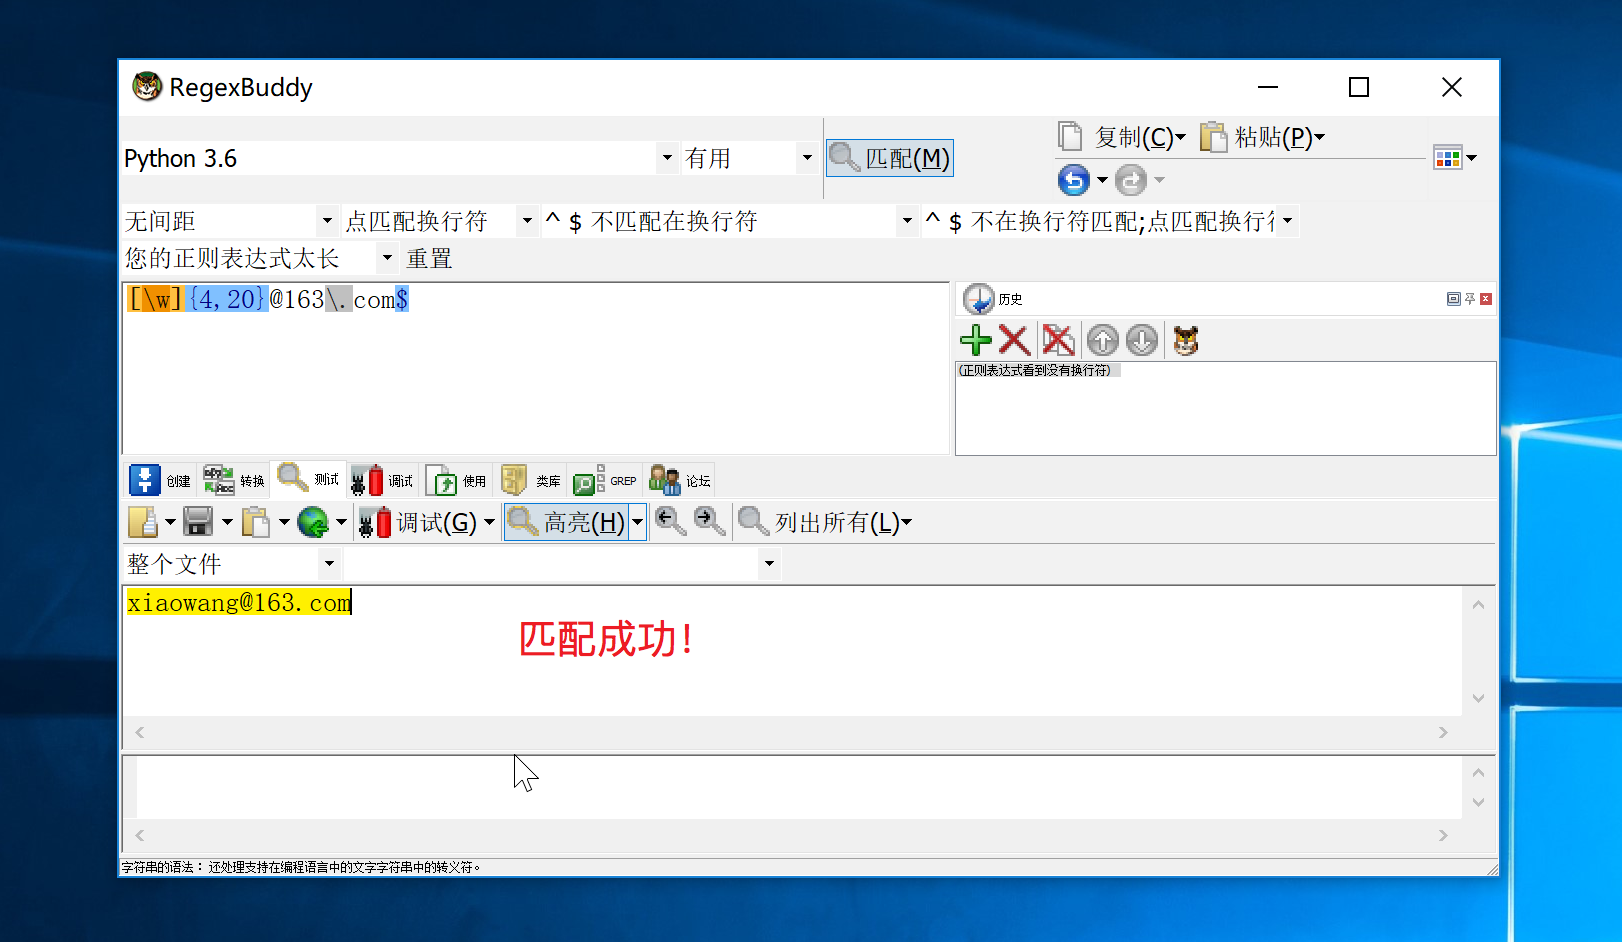 RegexBuddy
Python 3.6 有用 匹配(M) 复制(C) 粘贴(P)
无间距 点匹配换行符 ^ $ 不匹配在换行符 ^ $ 不在换行符匹配;点匹配换行
您的正则表达式太长 重置
[\w]{4,20}@163\.com$
历史
(正则表达式看到没有换行符)
创建 转换 测试 调试 使用 类库 GREP 论坛
调试(G) 高亮(H) 列出所有(L)
整个文件
xiaowang@163.com
匹配成功!
字符串的语法： 还处理支持在编程语言中的文字字符串中的转义符。